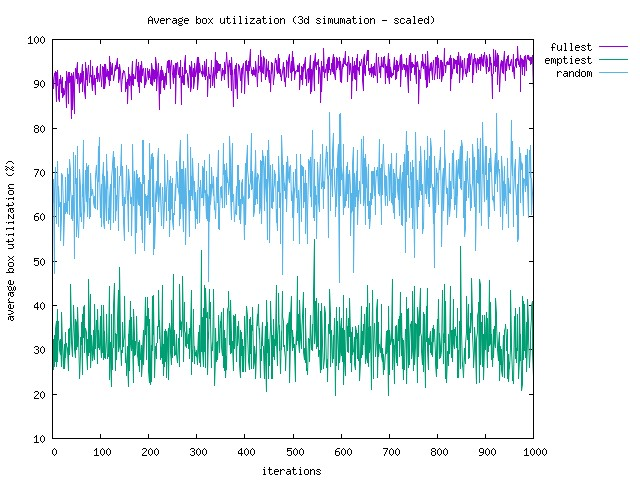 Average box utilization (3d simumation - scaled)
fullest
emptiest
random
average box utilization (%)
100
90
80
70
60
50
40
30
20
10
0 100 200 300 400 500 600 700 800 900 1000
iterations